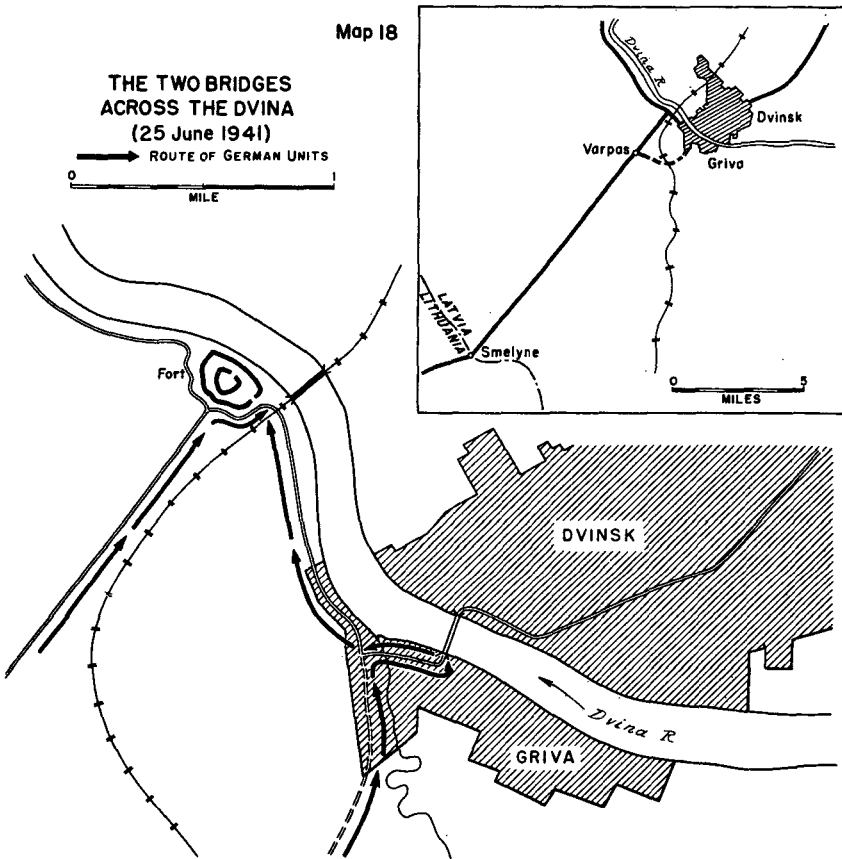 Map 18
THE TWO BRIDGES
ACROSS THE DVINA
(25 June 1941)
ROUTE OF GERMAN UNITS
0 1
MILE
Dvina R
Dvinsk
Varpas
Griva
LATVIA
LITHUANIA
Smelyne
0 5
MILES
Fort
DVINSK
Dvina R
GRIVA